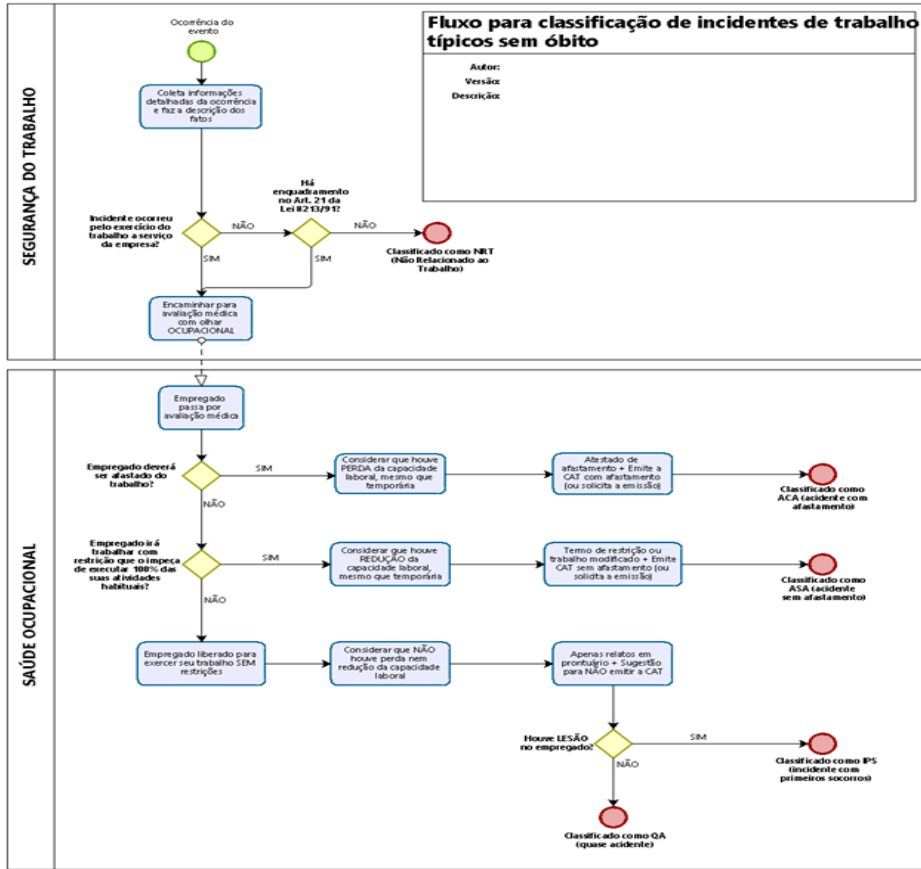 Fluxo para classificação de incidentes de trabalho
típicos sem óbito
Autor:
Versão:
Descrição:
SEGURANÇA DO TRABALHO
Ocorrência do
evento
Coleta informações
detalhadas da ocorrência
e faz a descrição dos
fatos
Incidente ocorreu
pelo exercício do
trabalho a serviço
da empresa?
NÃO
SIM
Há
enquadramento
no Art. 21 da
Lei 8213/91?
NÃO
SIM
Classificado como NRT
(Não Relacionado ao
Trabalho)
Encaminhar para
avaliação médica
com olhar
OCUPACIONAL
SAÚDE OCUPACIONAL
Empregado
passa por
avaliação médica
Empregado deverá
ser afastado do
trabalho?
SIM
NÃO
Considerar que houve
PERDA da capacidade
laboral, mesmo que
temporária
Atestado de
afastamento + Emite a
CAT com afastamento
(ou solicita a emissão)
Classificado como
ACA (acidente com
afastamento)
Empregado irá
trabalhar com
restrição que o impeça
de executar 100% das
suas atividades
habituais?
SIM
NÃO
Considerar que houve
REDUÇÃO da
capacidade laboral,
mesmo que temporária
Termo de restrição ou
trabalho modificado + Emite
CAT sem afastamento (ou
solicita a emissão)
Classificado como
ASA (acidente
sem afastamento)
Empregado liberado para
exercer seu trabalho SEM
restrições
Considerar que NÃO
houve perda nem
redução da capacidade
laboral
Apenas relatos em
prontuário + Sugestão
para NÃO emitir a CAT
Houve LESÃO
no empregado?
SIM
NÃO
Classificado como IPS
(incidente com
primeiros socorros)
Classificado como QA
(quase acidente)